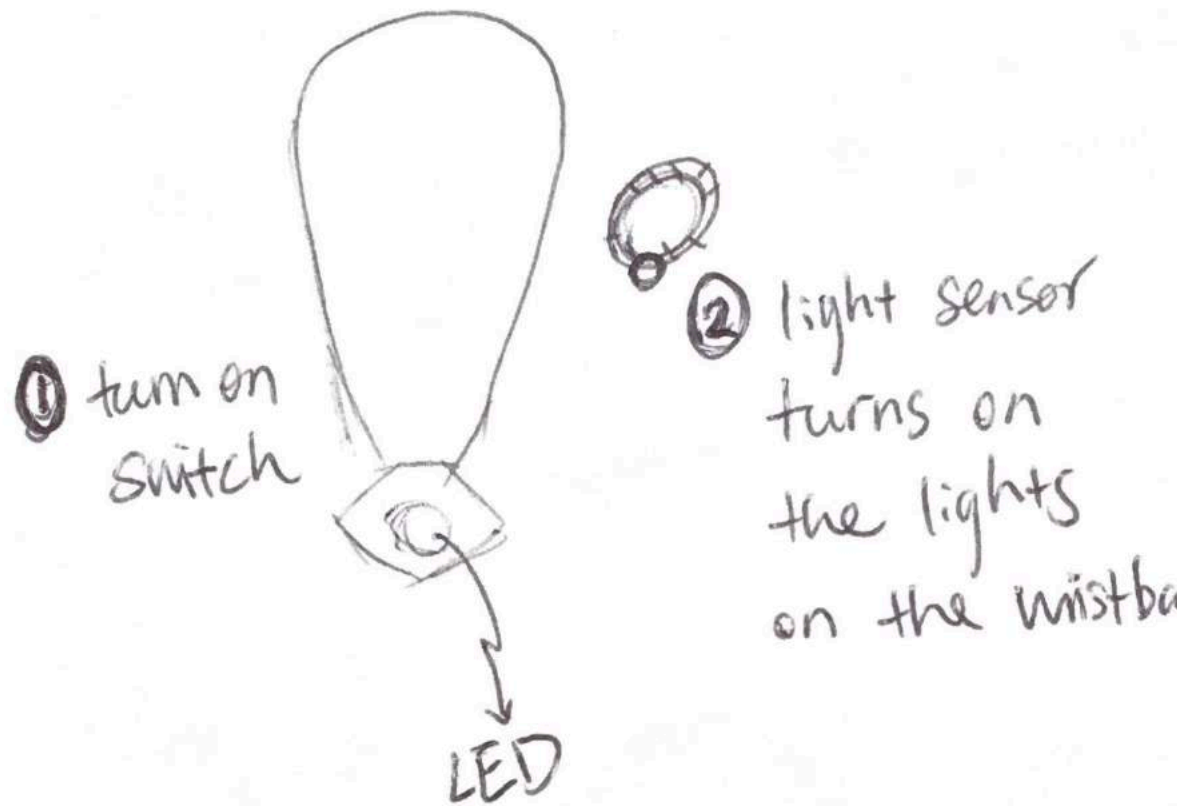 ① turn on
switch
② light sensor
turns on
the lights
on the wristba
LED